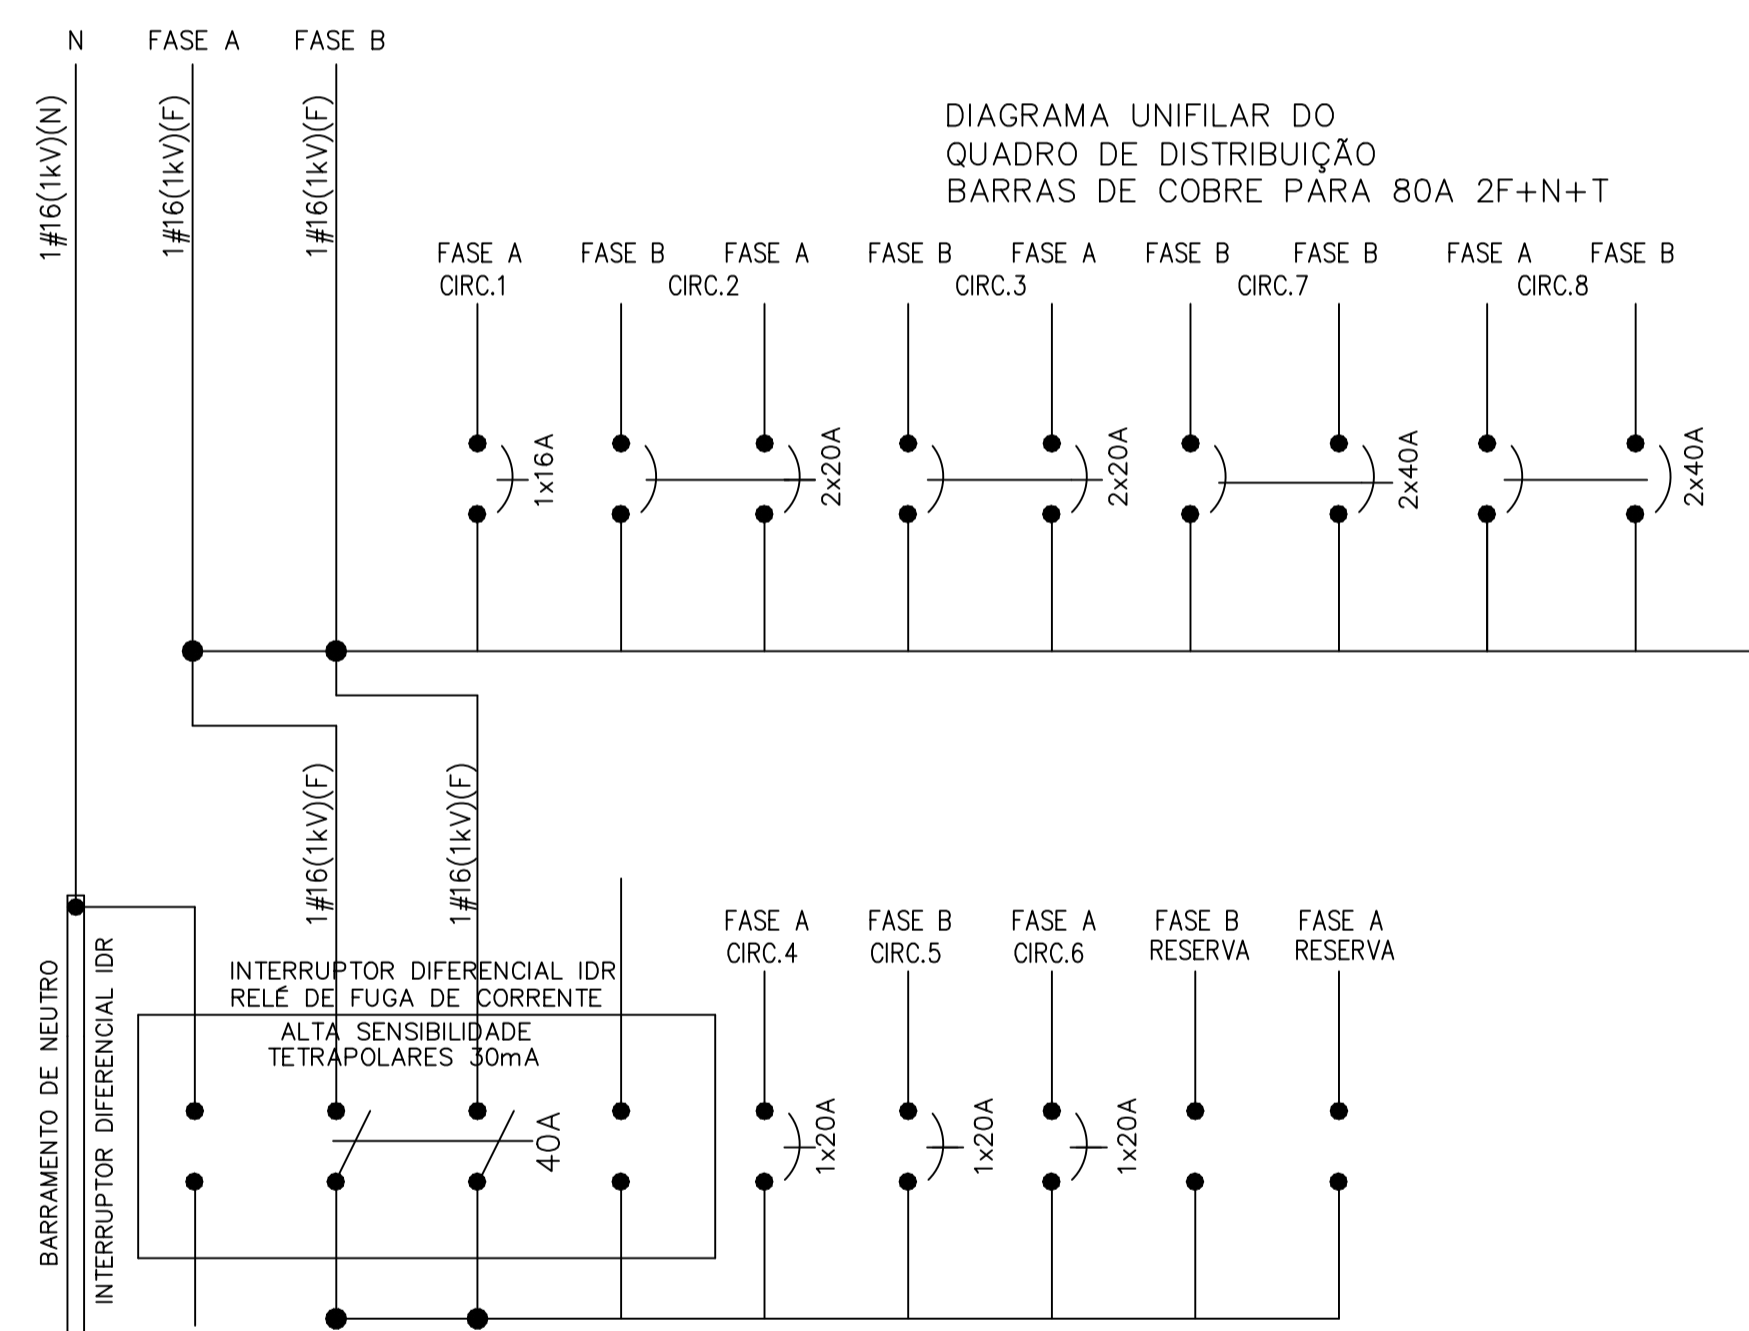 N
FASE A
FASE B
1#16(1kV)(N)
1#16(1kV)(F)
1#16(1kV)(F)
DIAGRAMA UNIFILAR DO
QUADRO DE DISTRIBUIÇÃO
BARRAS DE COBRE PARA 80A 2F+N+T
FASE A
CIRC.1
FASE B
FASE A
CIRC.2
FASE B
FASE A
CIRC.3
FASE B
FASE B
CIRC.7
FASE A
FASE B
CIRC.8
1x16A
2x20A
2x20A
2x40A
2x40A
1#16(1kV)(F)
1#16(1kV)(F)
BARRAMENTO DE NEUTRO
INTERRUPTOR DIFERENCIAL IDR
INTERRUPTOR DIFERENCIAL IDR
RELÉ DE FUGA DE CORRENTE
ALTA SENSIBILIDADE
TETRAPOLARES 30mA
40A
FASE A
CIRC.4
FASE B
CIRC.5
FASE A
CIRC.6
FASE B
RESERVA
FASE A
RESERVA
1x20A
1x20A
1x20A